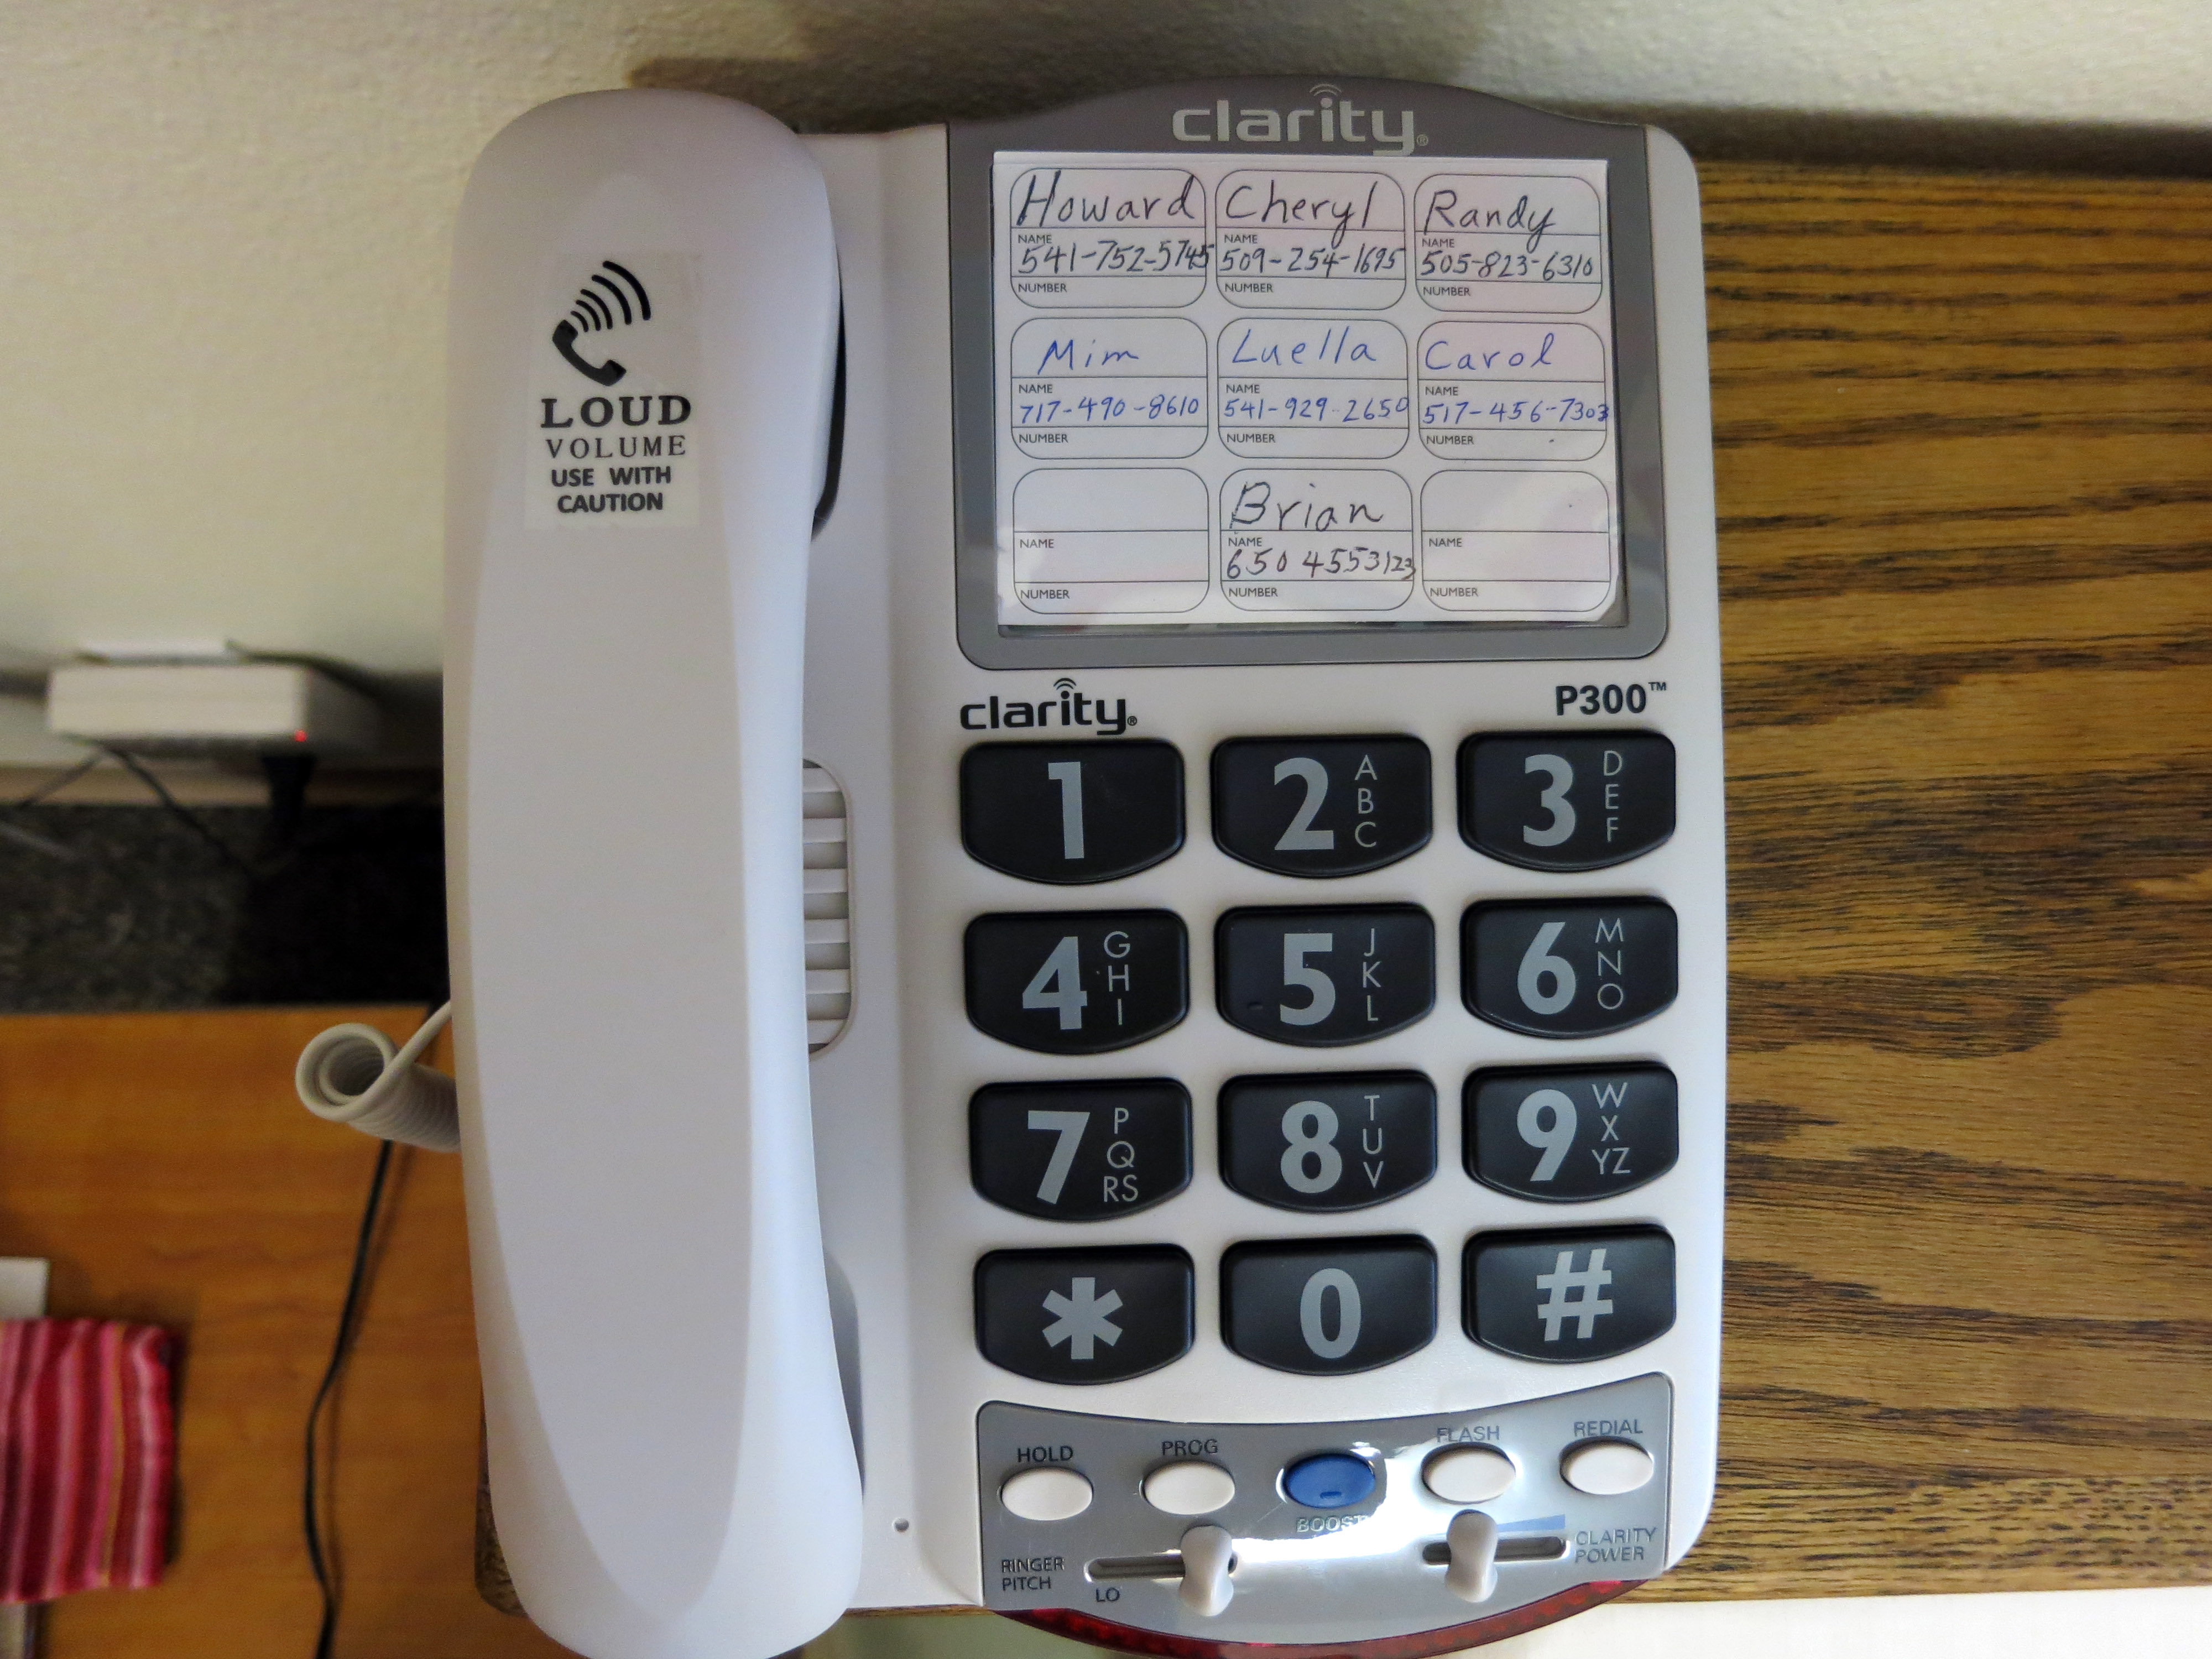 clarity®
Howard Cheryl Randy
NAME NAME NAME
541-752-5745 509-254-1695 505-823-6310
NUMBER NUMBER NUMBER
Mim Luella Carol
NAME NAME NAME
717-490-8610 541-929-2650 517-456-7303
NUMBER NUMBER NUMBER
Brian
NAME NAME NAME
650 4553123
NUMBER NUMBER NUMBER
LOUD
VOLUME
USE WITH
CAUTION
clarity® P300™
1 2 ABC 3 DEF
4 GHI 5 JKL 6 MNO
7 PQRS 8 TUV 9 WXYZ
* 0 #
HOLD PROG FLASH REDIAL
BOOST
RINGER
PITCH
LO
CLARITY
POWER